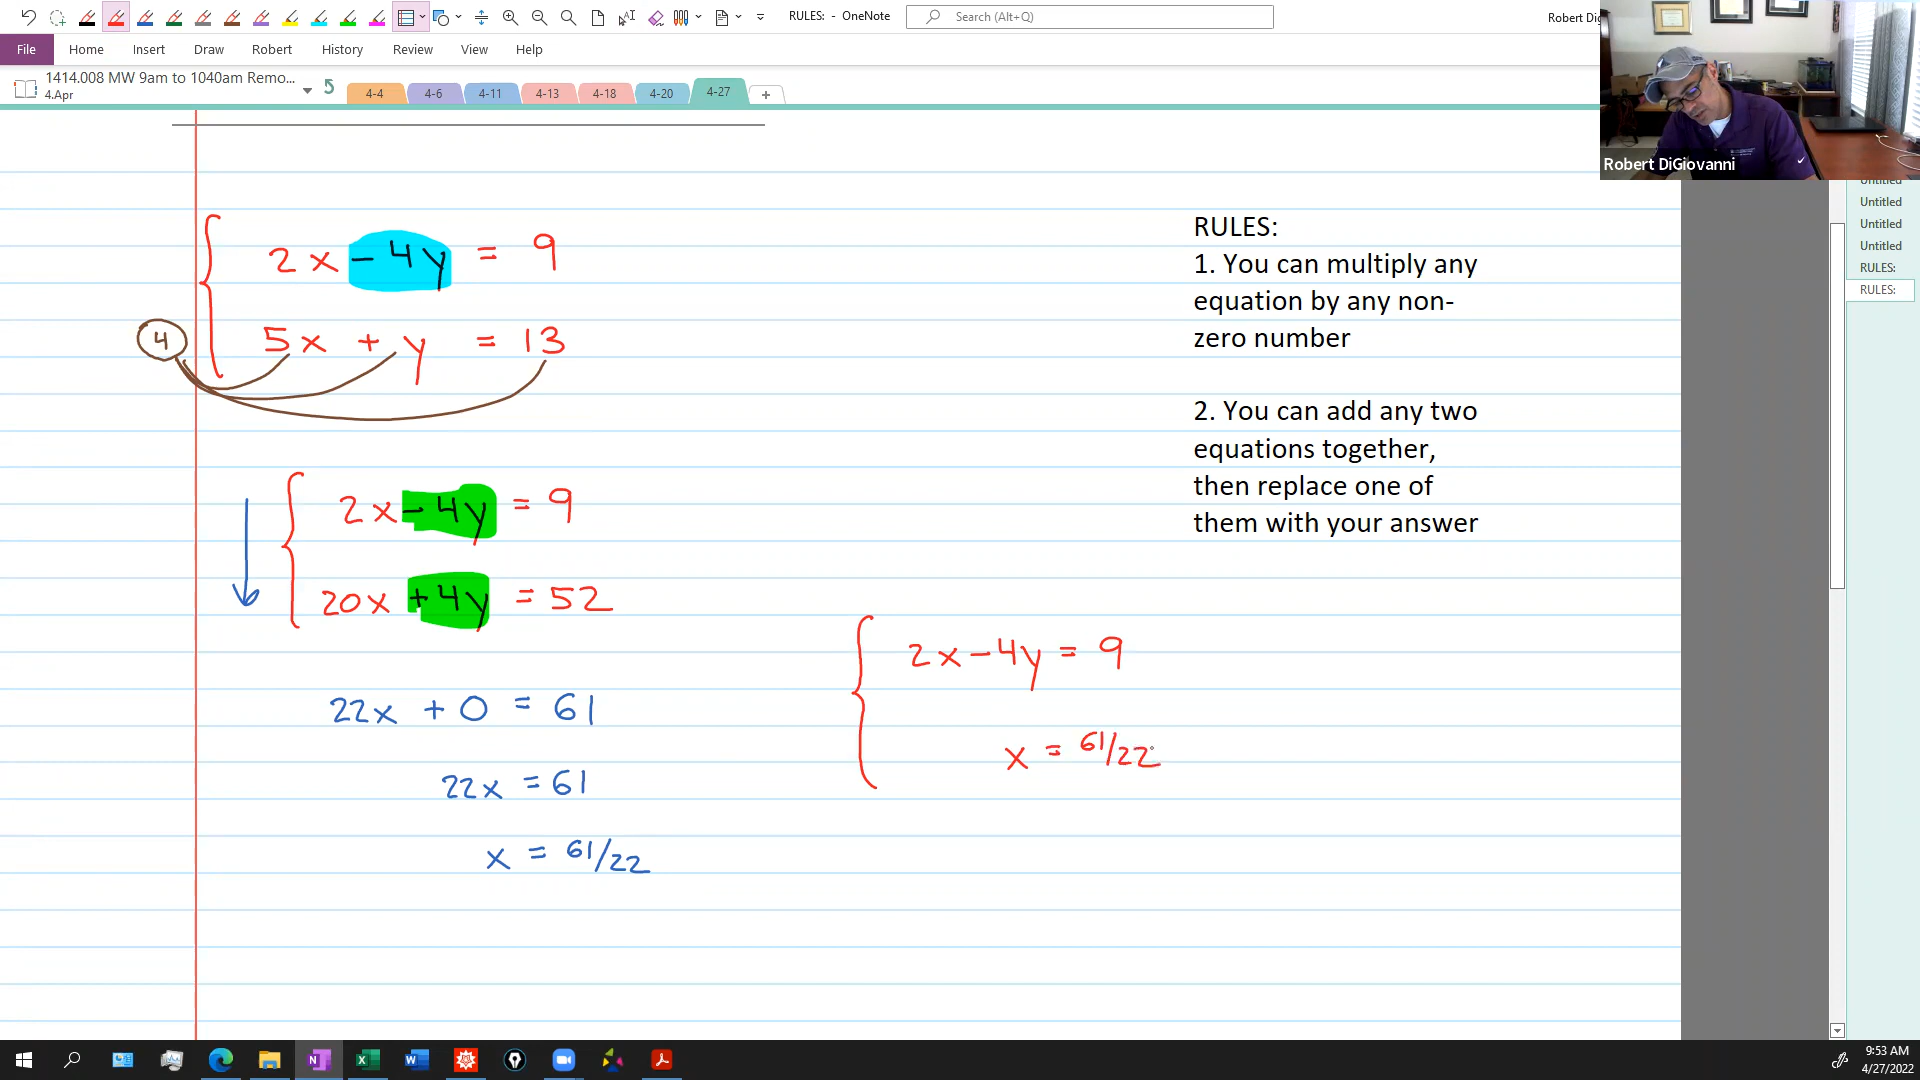 RULES: - OneNote
Search (Alt+Q)
File Home Insert Draw Robert History Review View Help
1414.008 MW 9am to 1040am Remo...
4.Apr
4-4 4-6 4-11 4-13 4-18 4-20 4-27
Robert DiGiovanni
Untitled
Untitled
Untitled
RULES:
RULES:
2x - 4y = 9
4 5x + y = 13
2x - 4y = 9
20x + 4y = 52
22x + 0 = 61
22x = 61
x = 61/22
RULES:
1. You can multiply any
equation by any non-
zero number
2. You can add any two
equations together,
then replace one of
them with your answer
2x - 4y = 9
x = 61/22
9:53 AM
4/27/2022